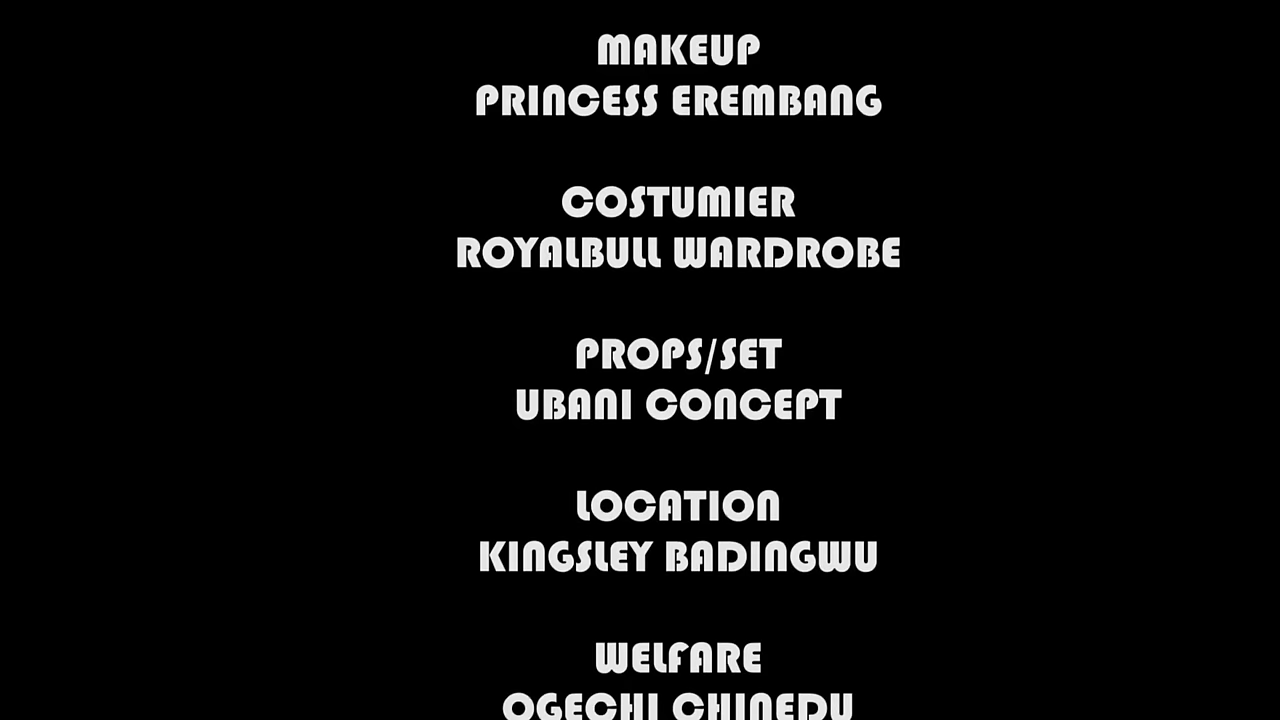 MAKEUP
PRINCESS EREMBANG
COSTUMIER
ROYALBULL WARDROBE
PROPS/SET
UBANI CONCEPT
LOCATION
KINGSLEY BADINGWU
WELFARE
OGECHI CHINEDU